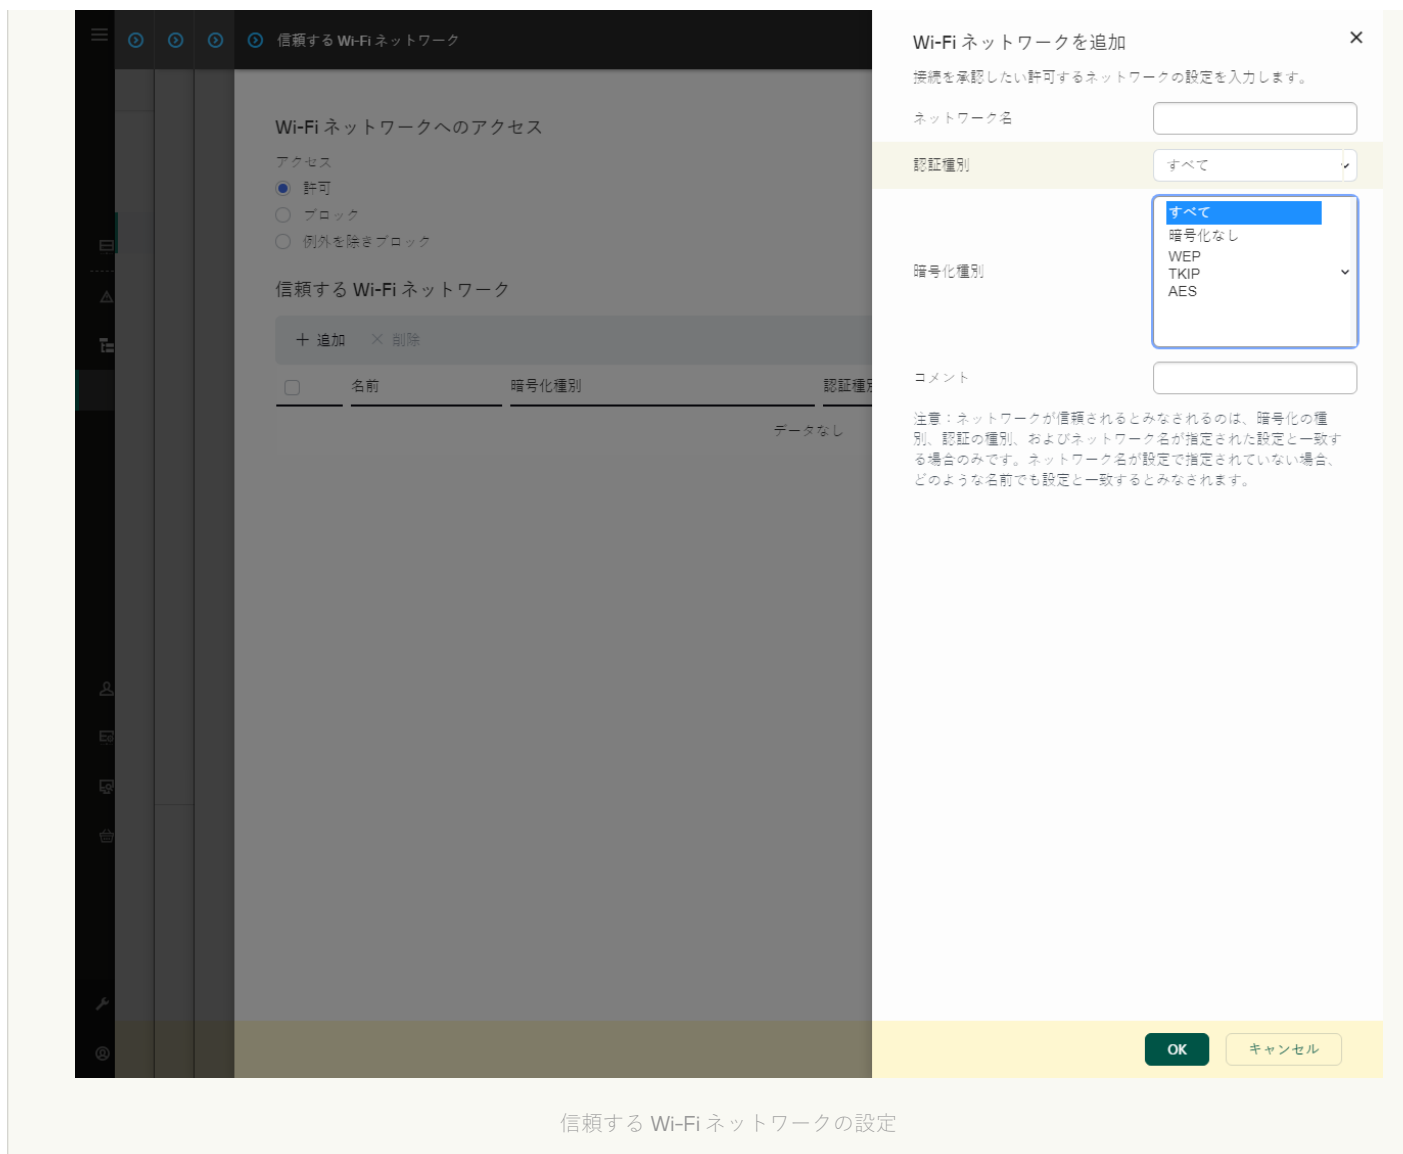 信頼する Wi-Fi ネットワーク
Wi-Fi ネットワークへのアクセス
アクセス
許可
ブロック
例外を除きブロック
信頼する Wi-Fi ネットワーク
追加 削除
名前 暗号化種別 認証種別
データなし
Wi-Fi ネットワークを追加
接続を承認したい許可するネットワークの設定を入力します。
ネットワーク名
認証種別 すべて
暗号化種別
すべて
暗号化なし
WEP
TKIP
AES
コメント
注意：ネットワークが信頼されるとみなされるのは、暗号化の種
別、認証の種別、およびネットワーク名が指定された設定と一致す
る場合のみです。ネットワーク名が設定で指定されていない場合、
どのような名前でも設定と一致するとみなされます。
OK キャンセル
信頼する Wi-Fi ネットワークの設定